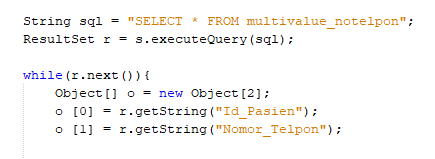 String sql = "SELECT * FROM multivalue_notelpon";
ResultSet r = s.executeQuery(sql);
while(r.next()){
Object[] o = new Object[2];
o [0] = r.getString("Id_Pasien");
o [1] = r.getString("Nomor_Telpon");